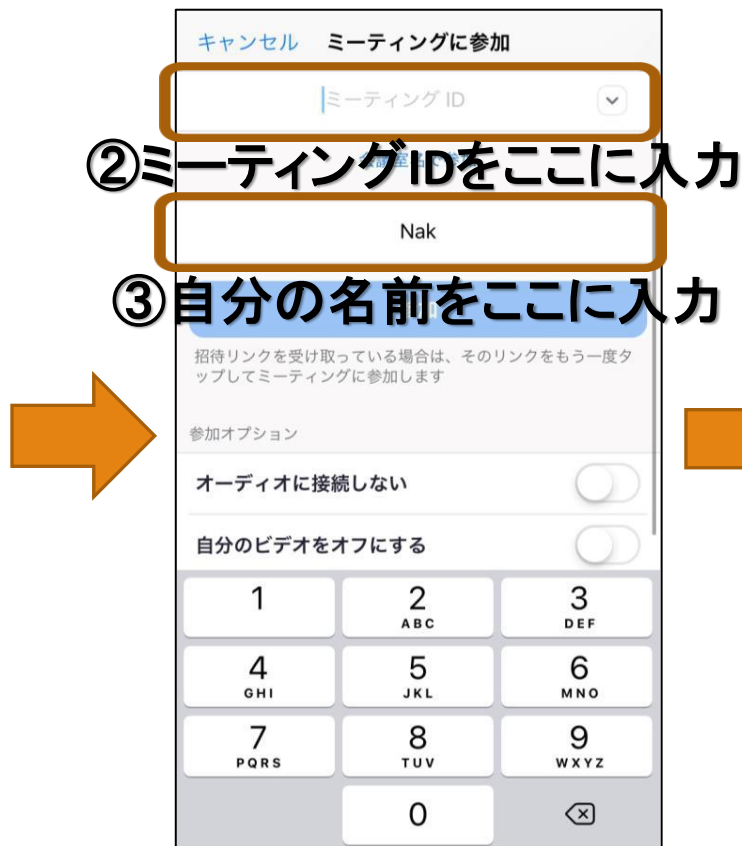 キャンセル ミーティングに参加
ミーティング ID
②ミーティングIDをここに入力
Nak
③自分の名前をここに入力
招待リンクを受け取っている場合は、そのリンクをもう一度タ
ップしてミーティングに参加します
参加オプション
オーディオに接続しない
自分のビデオをオフにする
1 2 3
ABC DEF
4 5 6
GHI JKL MNO
7 8 9
PQRS TUV WXYZ
0